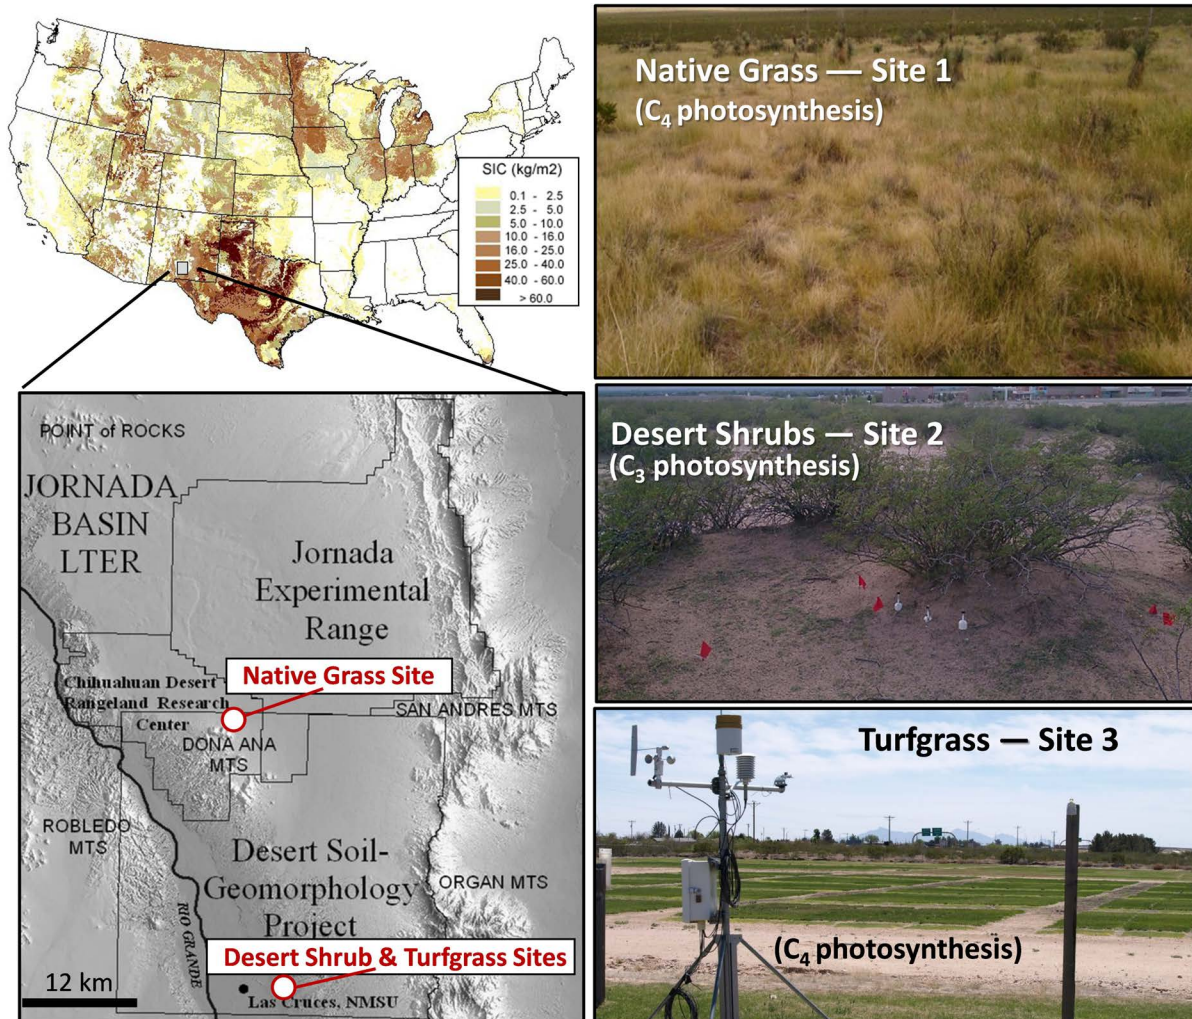 SIC (kg/m2)
0.1 - 2.5
2.5 - 5.0
5.0 - 10.0
10.0 - 16.0
16.0 - 25.0
25.0 - 40.0
40.0 - 60.0
> 60.0
Native Grass — Site 1
(C4 photosynthesis)
Desert Shrubs — Site 2
(C3 photosynthesis)
Turfgrass — Site 3
(C4 photosynthesis)
POINT of ROCKS
JORNADA
BASIN
LTER
Jornada
Experimental
Range
Native Grass Site
Chihuahuan Desert
Rangeland Research
Center
SAN ANDRES MTS
DONA ANA
MTS
ROBLEDO
MTS
Desert Soil-
Geomorphology
Project
ORGAN MTS
RIO GRANDE
Desert Shrub & Turfgrass Sites
12 km
Las Cruces, NMSU